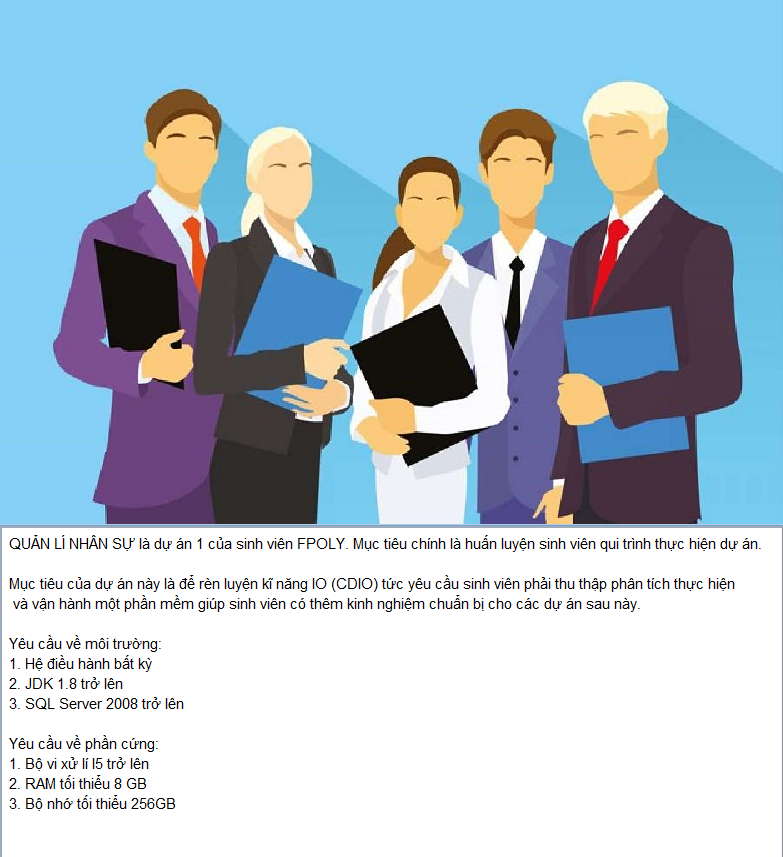 QUẢN LÍ NHÂN SỰ là dự án 1 của sinh viên FPOLY. Mục tiêu chính là huấn luyện sinh viên qui trình thực hiện dự án.
Mục tiêu của dự án này là để rèn luyện kĩ năng IO (CDIO) tức yêu cầu sinh viên phải thu thập phân tích thực hiện
và vận hành một phần mềm giúp sinh viên có thêm kinh nghiệm chuẩn bị cho các dự án sau này.
Yêu cầu về môi trường:
1. Hệ điều hành bất kỳ
2. JDK 1.8 trở lên
3. SQL Server 2008 trở lên
Yêu cầu về phần cứng:
1. Bộ vi xử lí I5 trở lên
2. RAM tối thiểu 8 GB
3. Bộ nhớ tối thiểu 256GB